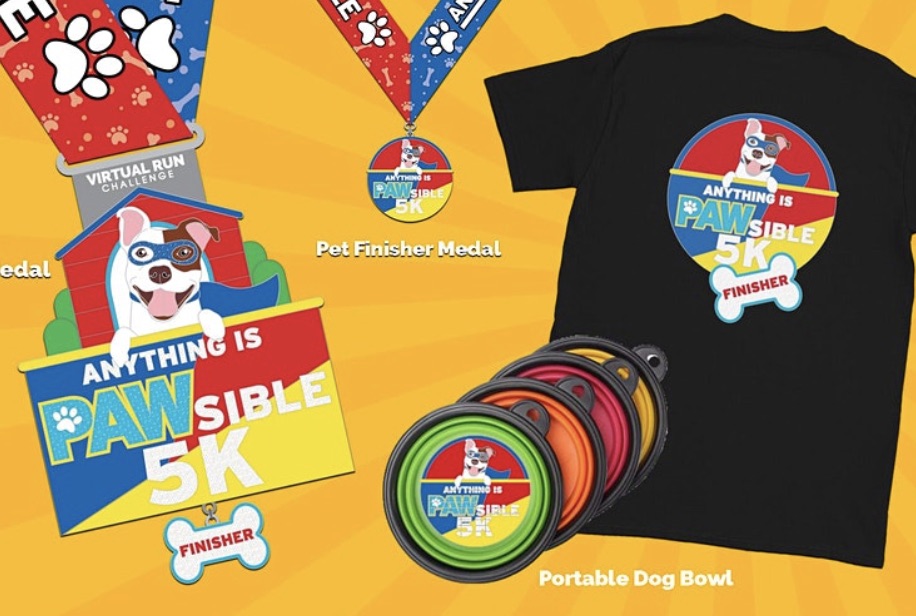 VIRTUAL RUN
CHALLENGE
ANYTHING IS
PAWSIBLE
5K
FINISHER
edal
ANYTHING IS
PAWSIBLE
5K
Pet Finisher Medal
ANYTHING IS
PAWSIBLE
5K
FINISHER
ANYTHING IS
PAWSIBLE
5K
Portable Dog Bowl